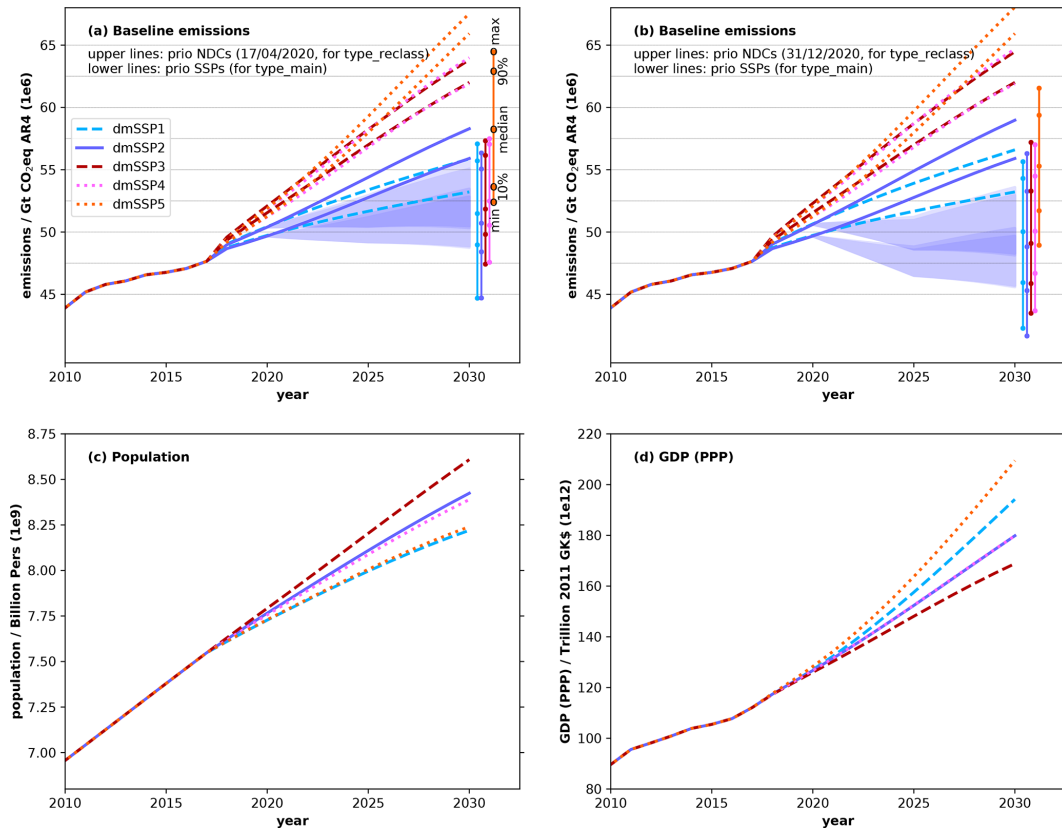 (a) Baseline emissions
upper lines: prio NDCs (17/04/2020, for type_reclass)
lower lines: prio SSPs (for type_main)
emissions / Gt CO₂eq AR4 (1e6)
65
60
55
50
45
dmSSP1
dmSSP2
dmSSP3
dmSSP4
dmSSP5
max
90%
median
10%
min
2010
2015
2020
2025
2030
year
(b) Baseline emissions
upper lines: prio NDCs (31/12/2020, for type_reclass)
lower lines: prio SSPs (for type_main)
emissions / Gt CO₂eq AR4 (1e6)
65
60
55
50
45
2010
2015
2020
2025
2030
year
(c) Population
population / Billion Pers (1e9)
8.75
8.50
8.25
8.00
7.75
7.50
7.25
7.00
2010
2015
2020
2025
2030
year
(d) GDP (PPP)
GDP (PPP) / Trillion 2011 GK$ (1e12)
220
200
180
160
140
120
100
80
2010
2015
2020
2025
2030
year